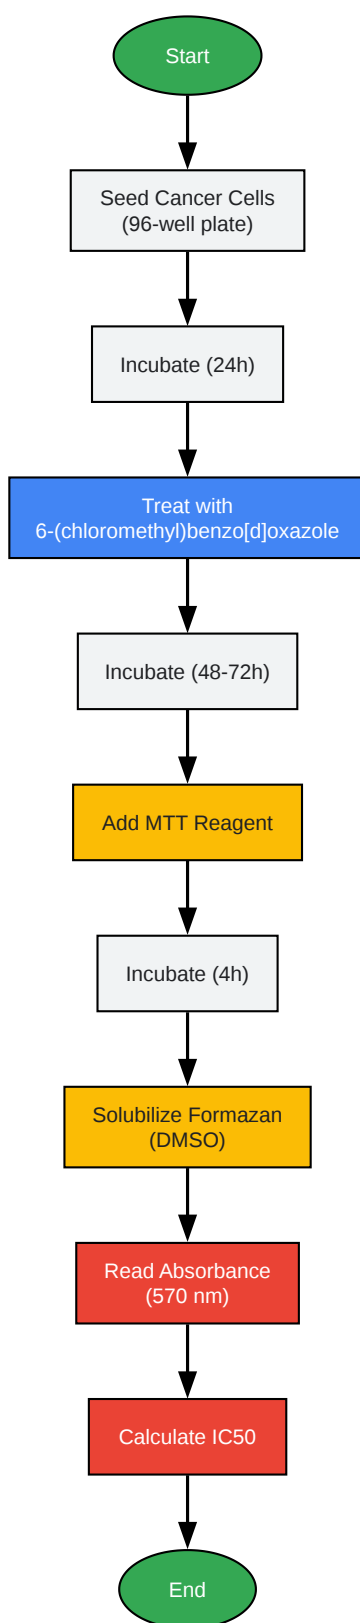 Start
Seed Cancer Cells
(96-well plate)
Incubate (24h)
Treat with
6-(chloromethyl)benzo[d]oxazole
Incubate (48-72h)
Add MTT Reagent
Incubate (4h)
Solubilize Formazan
(DMSO)
Read Absorbance
(570 nm)
Calculate IC50
End